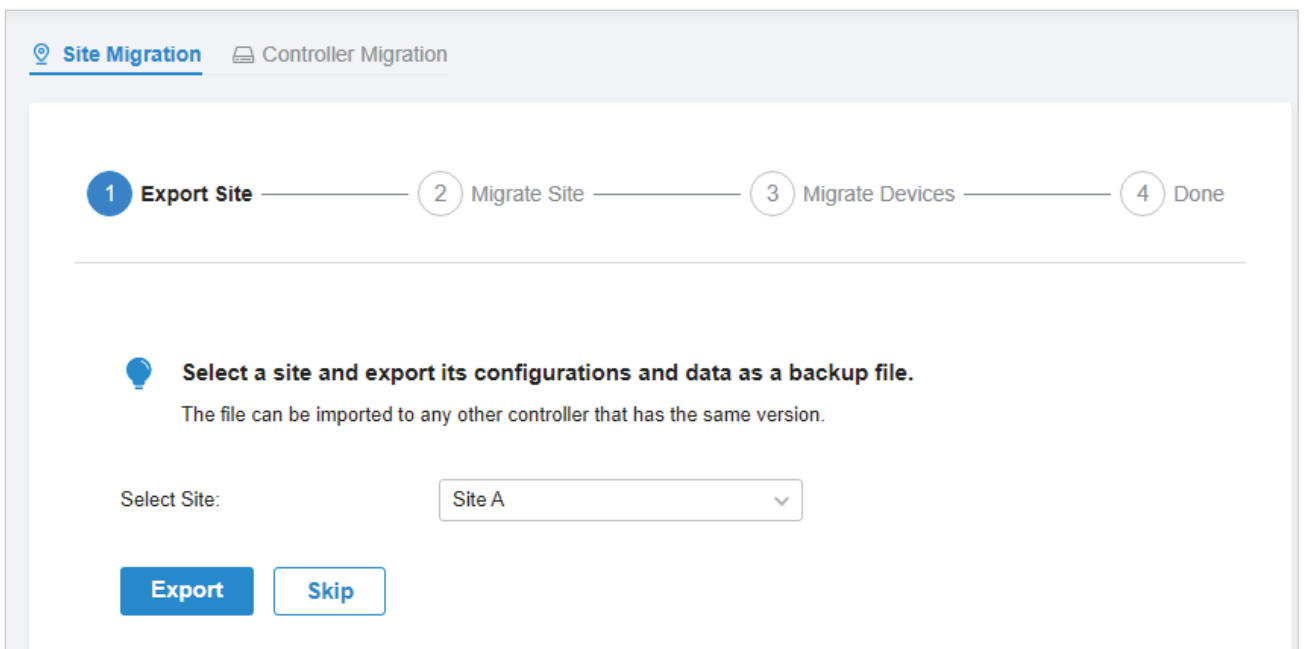 Site Migration Controller Migration
1 Export Site 2 Migrate Site 3 Migrate Devices 4 Done
Select a site and export its configurations and data as a backup file.
The file can be imported to any other controller that has the same version.
Select Site: Site A
Export Skip